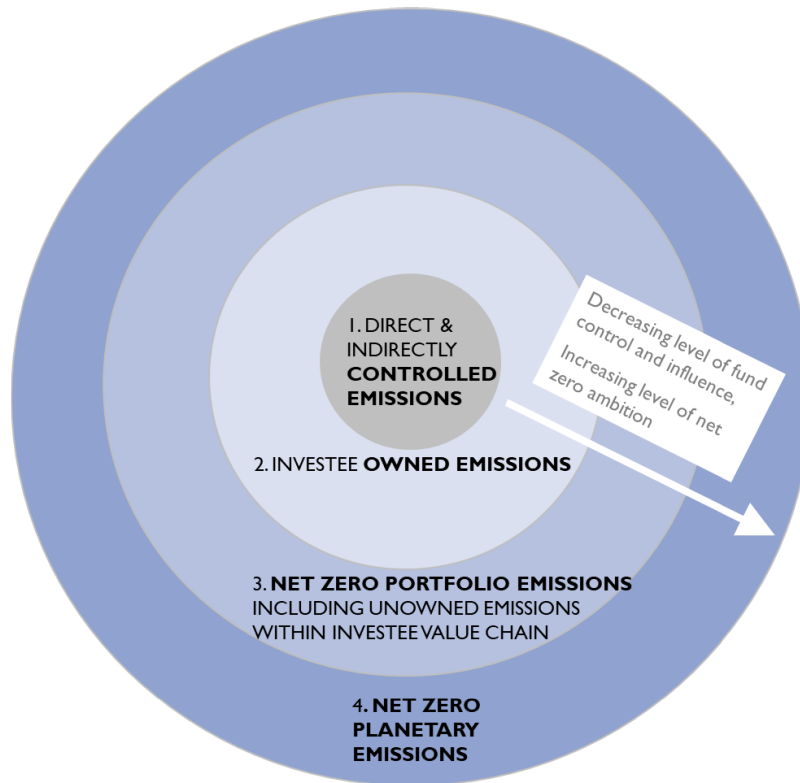 1. DIRECT &
INDIRECTLY
CONTROLLED
EMISSIONS
Decreasing level of fund
control and influence,
Increasing level of net
zero ambition
2. INVESTEE OWNED EMISSIONS
3. NET ZERO PORTFOLIO EMISSIONS
INCLUDING UNOWNED EMISSIONS
WITHIN INVESTEE VALUE CHAIN
4. NET ZERO
PLANETARY
EMISSIONS